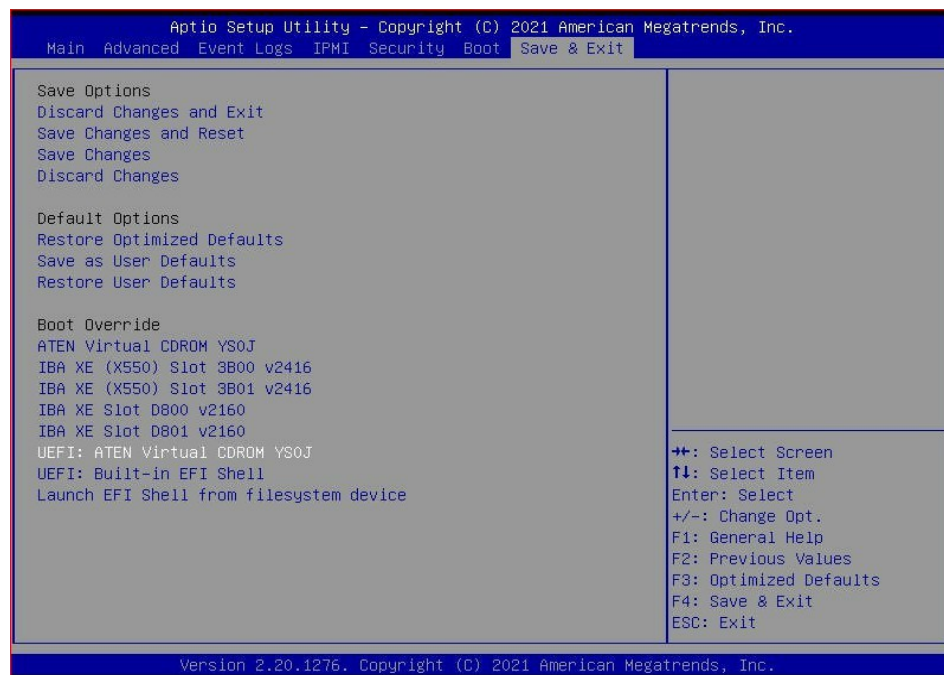 Aptio Setup Utility – Copyright (C) 2021 American Megatrends, Inc.
Main Advanced Event Logs IPMI Security Boot Save & Exit
Save Options
Discard Changes and Exit
Save Changes and Reset
Save Changes
Discard Changes
Default Options
Restore Optimized Defaults
Save as User Defaults
Restore User Defaults
Boot Override
ATEN Virtual CDROM YS0J
IBA XE (X550) Slot 3B00 v2416
IBA XE (X550) Slot 3B01 v2416
IBA XE Slot D800 v2160
IBA XE Slot D801 v2160
UEFI: ATEN Virtual CDROM YS0J
UEFI: Built-in EFI Shell
Launch EFI Shell from filesystem device
→←: Select Screen
↑↓: Select Item
Enter: Select
+/-: Change Opt.
F1: General Help
F2: Previous Values
F3: Optimized Defaults
F4: Save & Exit
ESC: Exit
Version 2.20.1276. Copyright (C) 2021 American Megatrends, Inc.